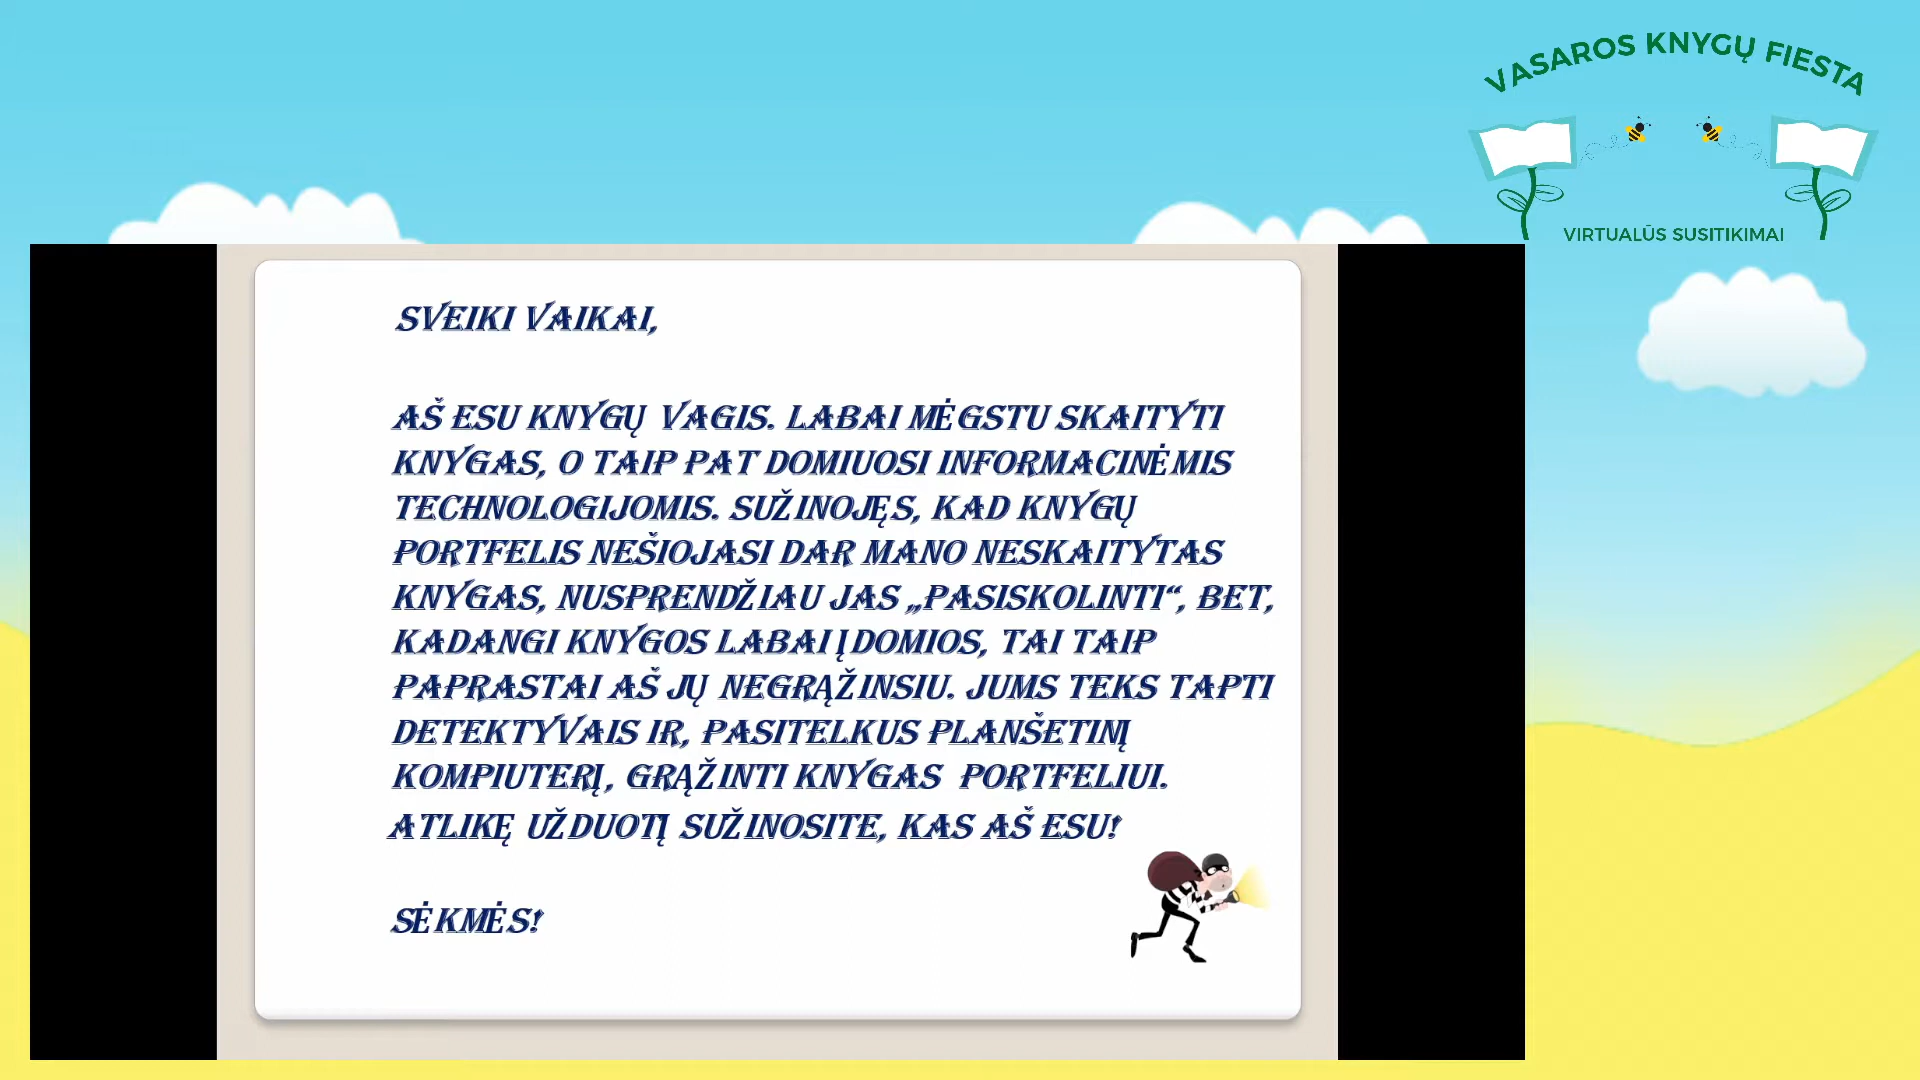 VASAROS KNYGŲ FIESTA
VIRTUALŪS SUSITIKIMAI
SVEIKI VAIKAI,
AŠ ESU KNYGŲ VAGIS. LABAI MĖGSTU SKAITYTI
KNYGAS, O TAIP PAT DOMIUOSI INFORMACINĖMIS
TECHNOLOGIJOMIS. SUŽINOJĘS, KAD KNYGŲ
PORTFELIS NEŠIOJASI DAR MANO NESKAITYTAS
KNYGAS, NUSPRENDŽIAU JAS „PASISKOLINTI“, BET,
KADANGI KNYGOS LABAI ĮDOMIOS, TAI TAIP
PAPRASTAI AŠ JŲ NEGRĄŽINSIU. JUMS TEKS TAPTI
DETEKTYVAIS IR, PASITELKUS PLANŠETINĮ
KOMPIUTERĮ, GRĄŽINTI KNYGAS PORTFELIUI.
ATLIKĘ UŽDUOTĮ SUŽINOSITE, KAS AŠ ESU!
SĖKMĖS!